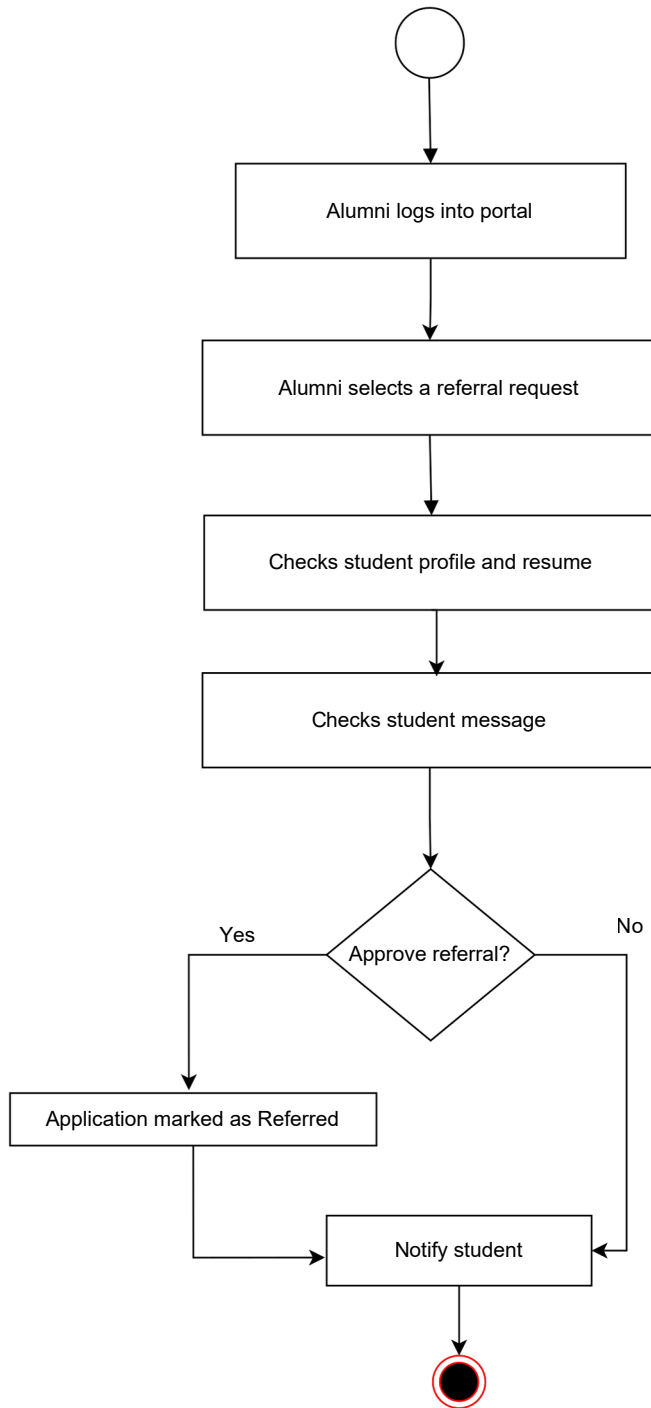 Alumni logs into portal
Alumni selects a referral request
Checks student profile and resume
Checks student message
Yes
No
Approve referral?
Application marked as Referred
Notify student